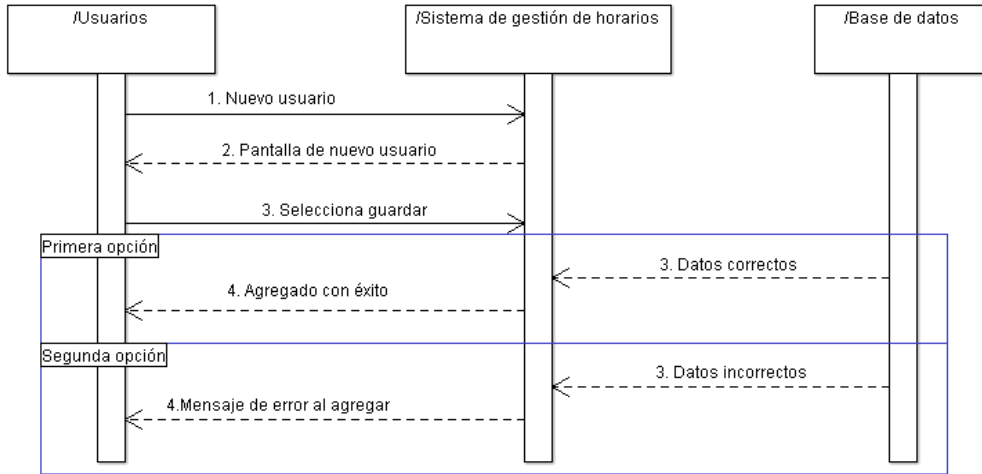 /Usuarios
/Sistema de gestión de horarios
/Base de datos
1. Nuevo usuario
2. Pantalla de nuevo usuario
3. Selecciona guardar
Primera opción
3. Datos correctos
4. Agregado con éxito
Segunda opción
3. Datos incorrectos
4.Mensaje de error al agregar